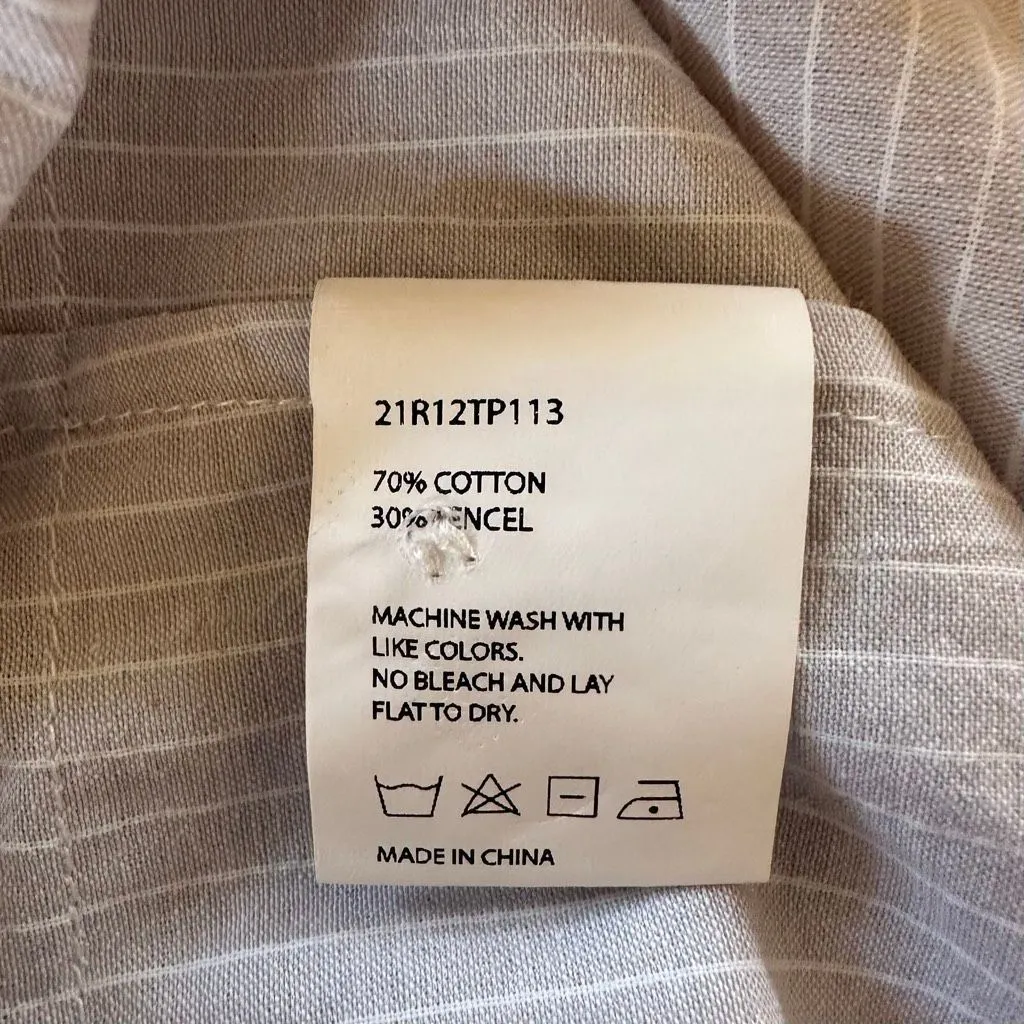 21R12TP113
70% COTTON
30% TENCEL
MACHINE WASH WITH
LIKE COLORS.
NO BLEACH AND LAY
FLAT TO DRY.
MADE IN CHINA